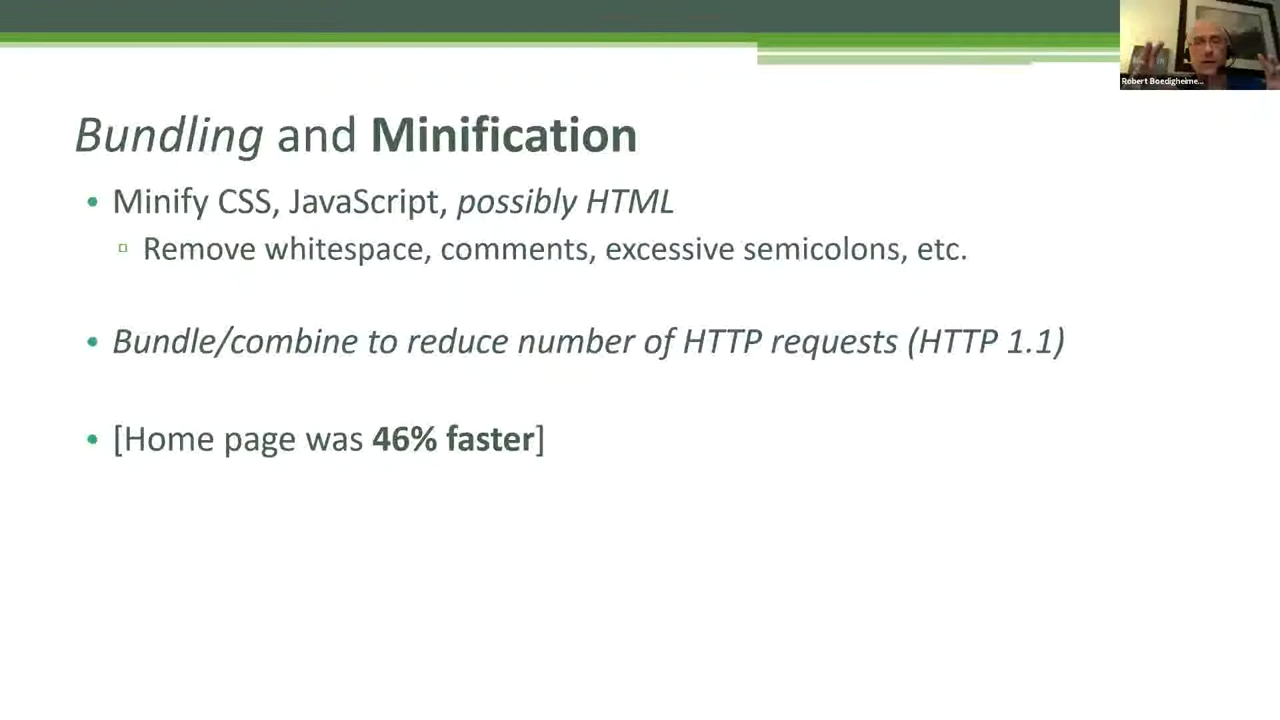 Robert Boedigheime...
Bundling and Minification
• Minify CSS, JavaScript, possibly HTML
▫ Remove whitespace, comments, excessive semicolons, etc.
• Bundle/combine to reduce number of HTTP requests (HTTP 1.1)
• [Home page was 46% faster]